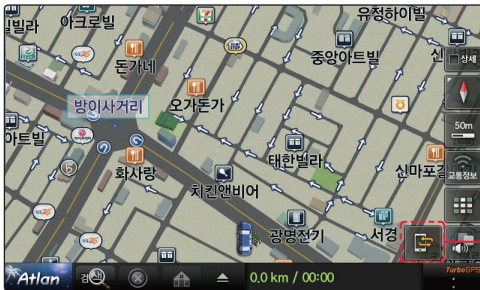 유정하이빌
빌라
아크로빌
중앙아트빌
상세
돈가네
방이사거리
오가돈가
50m
아트빌
태한빌라
교통정보
화사랑
신마포갈
치킨앤비어
광명전기
서경
Atlan
0,0 km / 00:00
TurboGPS